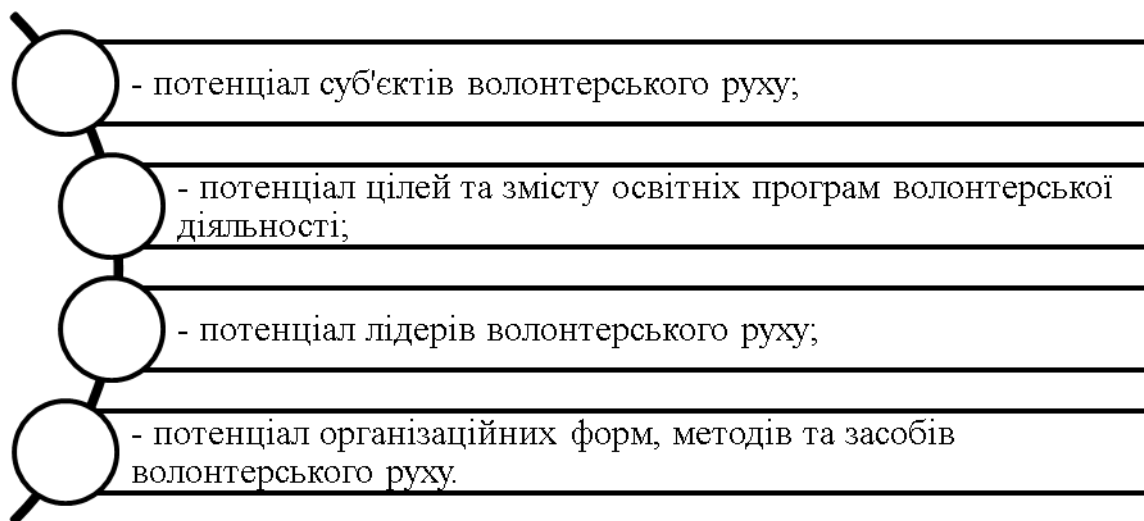 - потенціал суб'єктів волонтерського руху;
- потенціал цілей та змісту освітніх програм волонтерської
діяльності;
- потенціал лідерів волонтерського руху;
- потенціал організаційних форм, методів та засобів
волонтерського руху.